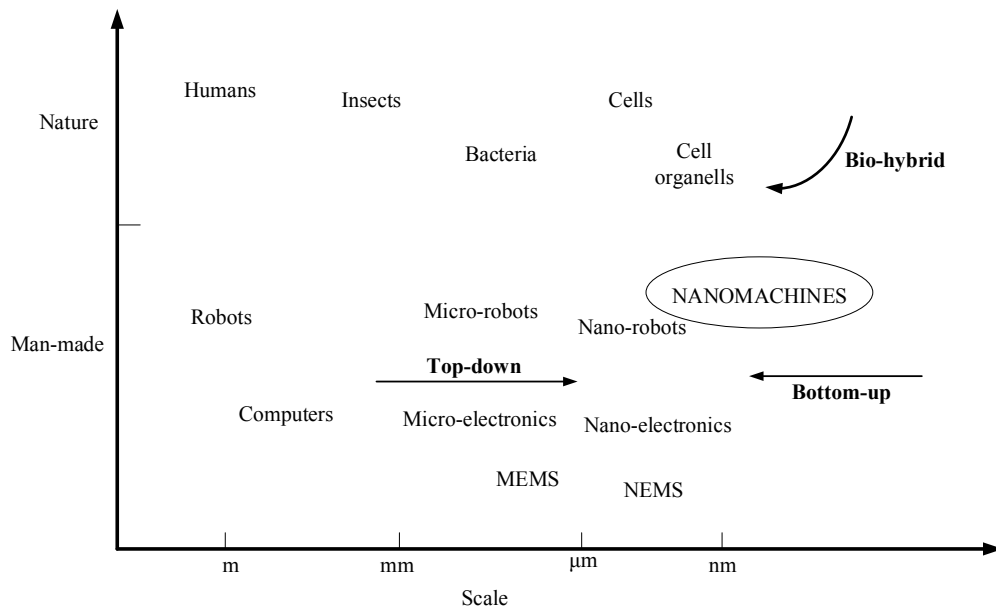 Humans
Insects
Cells
Nature
Bacteria
Cell
organells
Bio-hybrid
NANOMACHINES
Robots
Micro-robots
Nano-robots
Man-made
Top-down
Bottom-up
Computers
Micro-electronics
Nano-electronics
MEMS
NEMS
m
mm
μm
nm
Scale